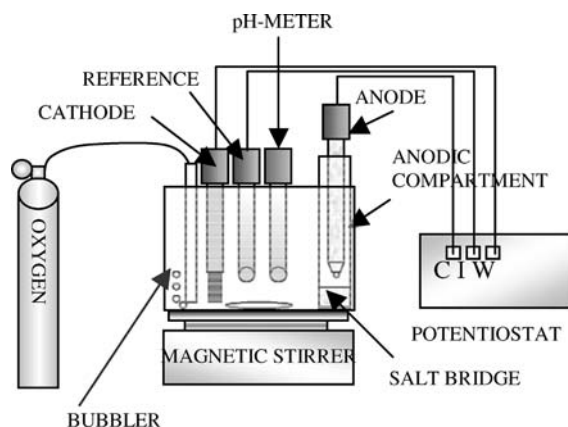 pH-METER
REFERENCE
CATHODE
ANODE
ANODIC
COMPARTMENT
OXYGEN
C I W
POTENTIOSTAT
MAGNETIC STIRRER
SALT BRIDGE
BUBBLER